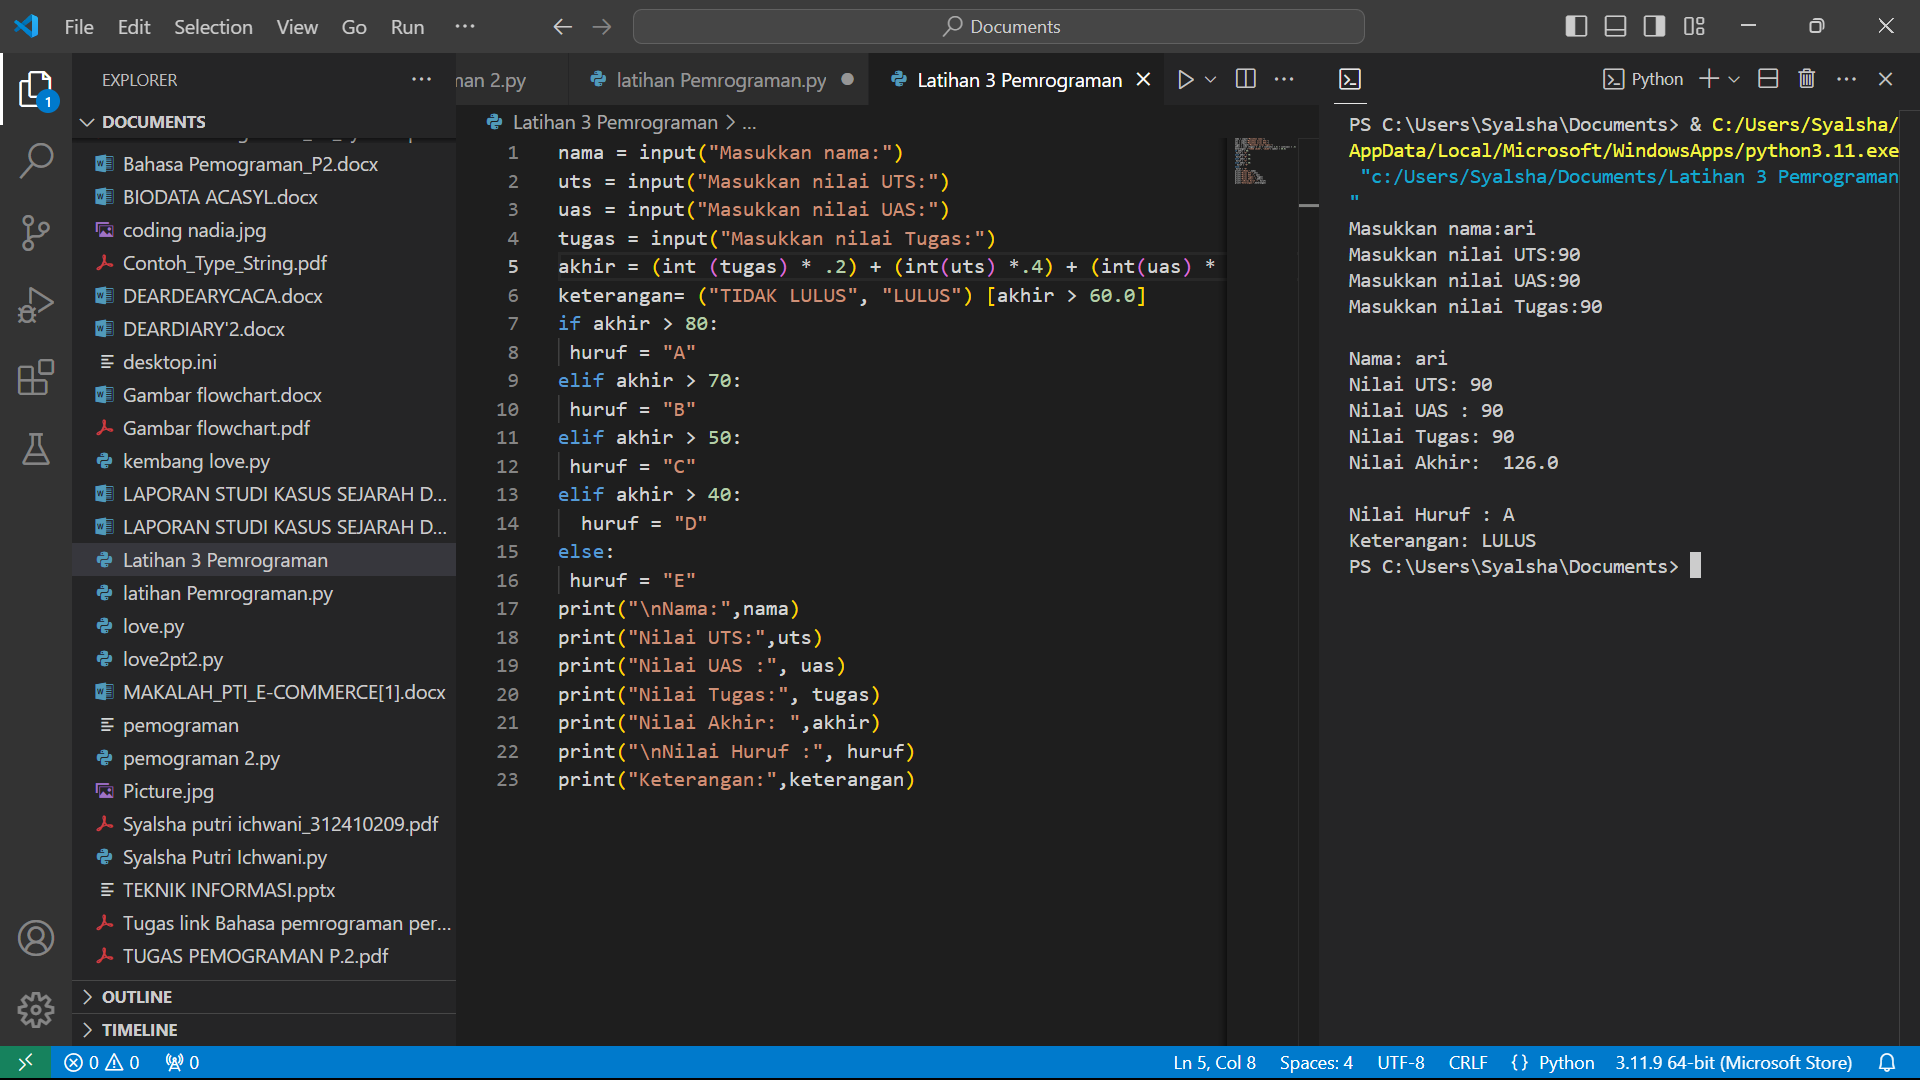 File Edit Selection View Go Run ··· Documents
EXPLORER ···
DOCUMENTS
Bahasa Pemograman_P2.docx
BIODATA ACASYL.docx
coding nadia.jpg
Contoh_Type_String.pdf
DEARDEARYCACA.docx
DEARDIARY'2.docx
desktop.ini
Gambar flowchart.docx
Gambar flowchart.pdf
kembang love.py
LAPORAN STUDI KASUS SEJARAH D...
LAPORAN STUDI KASUS SEJARAH D...
Latihan 3 Pemrograman
latihan Pemrograman.py
love.py
love2pt2.py
MAKALAH_PTI_E-COMMERCE[1].docx
pemograman
pemograman 2.py
Picture.jpg
Syalsha putri ichwani_312410209.pdf
Syalsha Putri Ichwani.py
TEKNIK INFORMASI.pptx
Tugas link Bahasa pemrograman per...
TUGAS PEMOGRAMAN P.2.pdf
OUTLINE
TIMELINE
1
nan 2.py latihan Pemrograman.py Latihan 3 Pemrograman
Latihan 3 Pemrograman > ...
1 nama = input("Masukkan nama:")
2 uts = input("Masukkan nilai UTS:")
3 uas = input("Masukkan nilai UAS:")
4 tugas = input("Masukkan nilai Tugas:")
5 akhir = (int (tugas) * .2) + (int(uts) *.4) + (int(uas) *
6 keterangan= ("TIDAK LULUS", "LULUS") [akhir > 60.0]
7 if akhir > 80:
8 huruf = "A"
9 elif akhir > 70:
10 huruf = "B"
11 elif akhir > 50:
12 huruf = "C"
13 elif akhir > 40:
14 huruf = "D"
15 else:
16 huruf = "E"
17 print("\nNama:",nama)
18 print("Nilai UTS:",uts)
19 print("Nilai UAS :", uas)
20 print("Nilai Tugas:", tugas)
21 print("Nilai Akhir: ",akhir)
22 print("\nNilai Huruf :", huruf)
23 print("Keterangan:",keterangan)
Python
PS C:\Users\Syalsha\Documents> & C:/Users/Syalsha/
AppData/Local/Microsoft/WindowsApps/python3.11.exe
"c:/Users/Syalsha/Documents/Latihan 3 Pemrograman
"
Masukkan nama:ari
Masukkan nilai UTS:90
Masukkan nilai UAS:90
Masukkan nilai Tugas:90
Nama: ari
Nilai UTS: 90
Nilai UAS : 90
Nilai Tugas: 90
Nilai Akhir:  126.0
Nilai Huruf : A
Keterangan: LULUS
PS C:\Users\Syalsha\Documents>
0 0 0 Ln 5, Col 8 Spaces: 4 UTF-8 CRLF {} Python 3.11.9 64-bit (Microsoft Store)